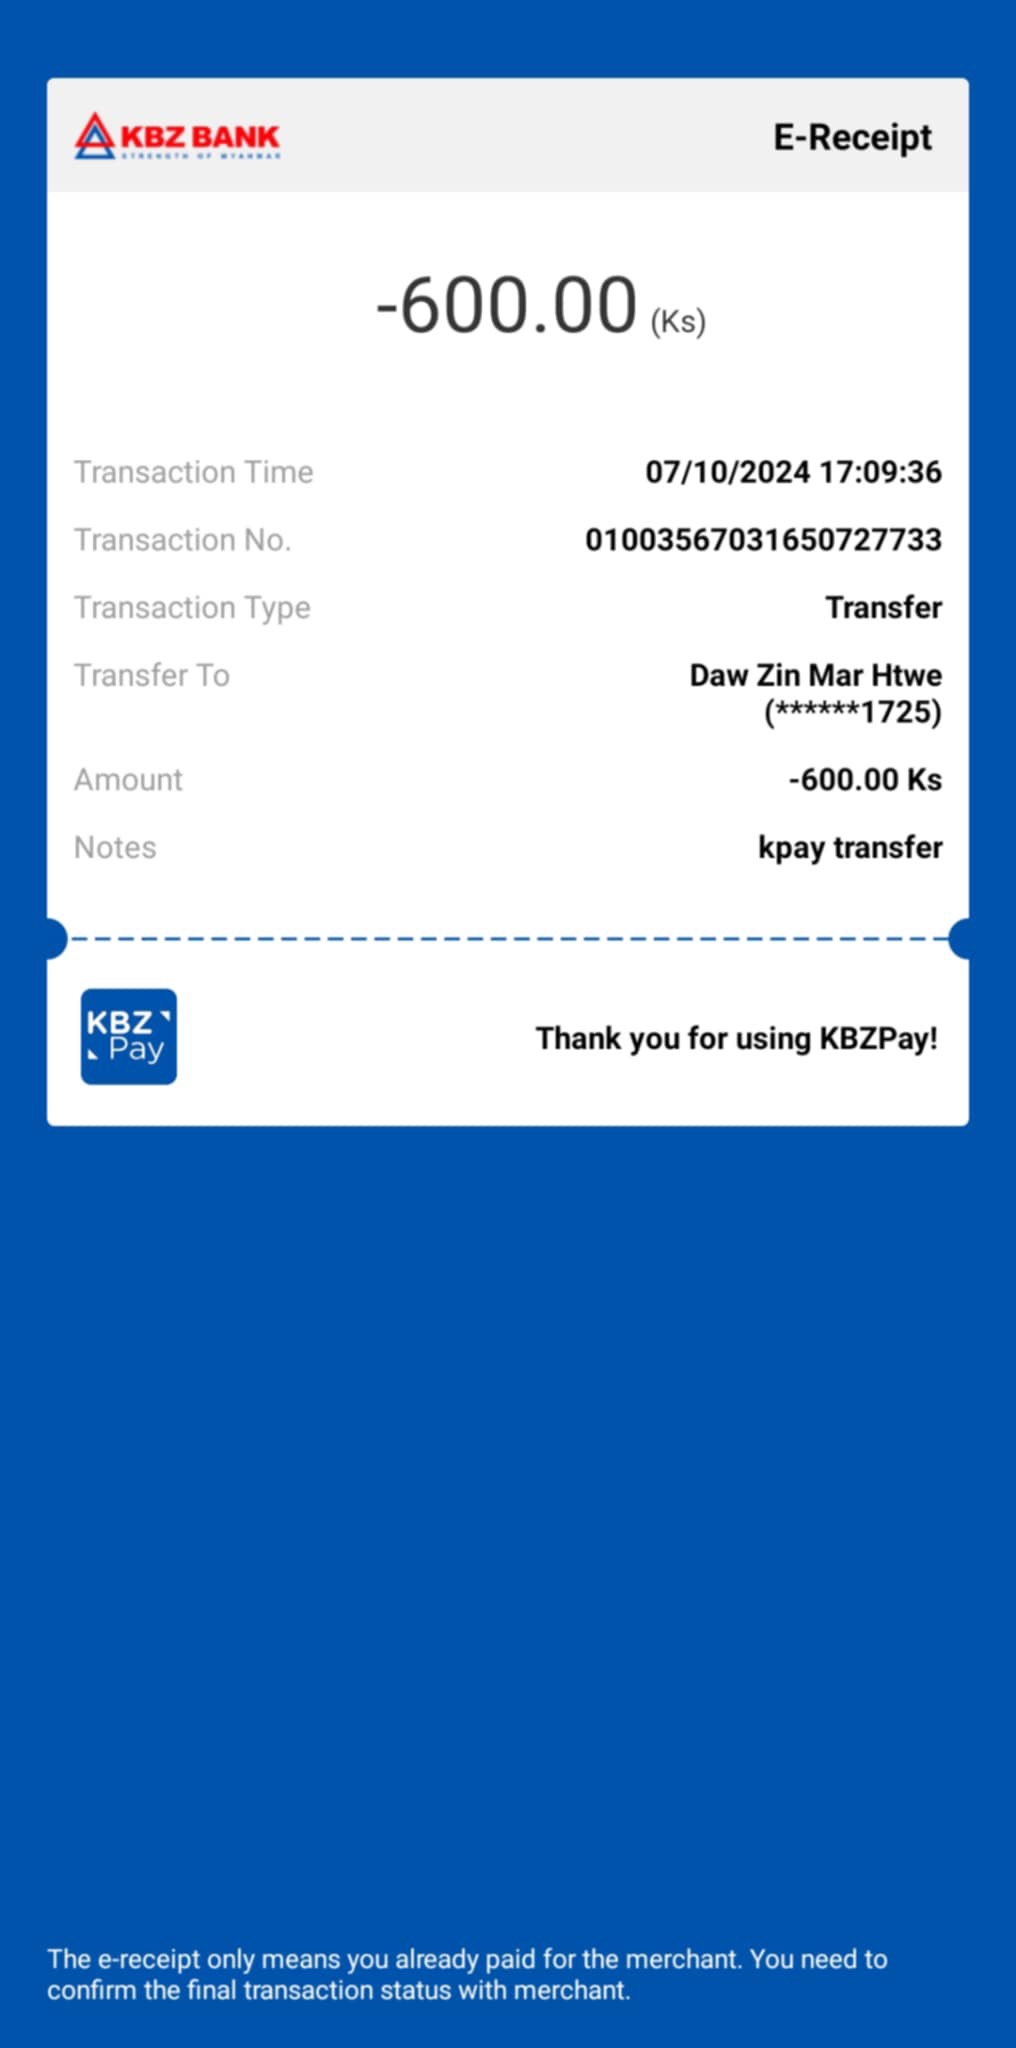 KBZ BANK
STRENGTH OF MYANMAR
E-Receipt
-600.00 (Ks)
Transaction Time 07/10/2024 17:09:36
Transaction No. 01003567031650727733
Transaction Type Transfer
Transfer To Daw Zin Mar Htwe
(******1725)
Amount -600.00 Ks
Notes kpay transfer
KBZ
Pay
Thank you for using KBZPay!
The e-receipt only means you already paid for the merchant. You need to
confirm the final transaction status with merchant.